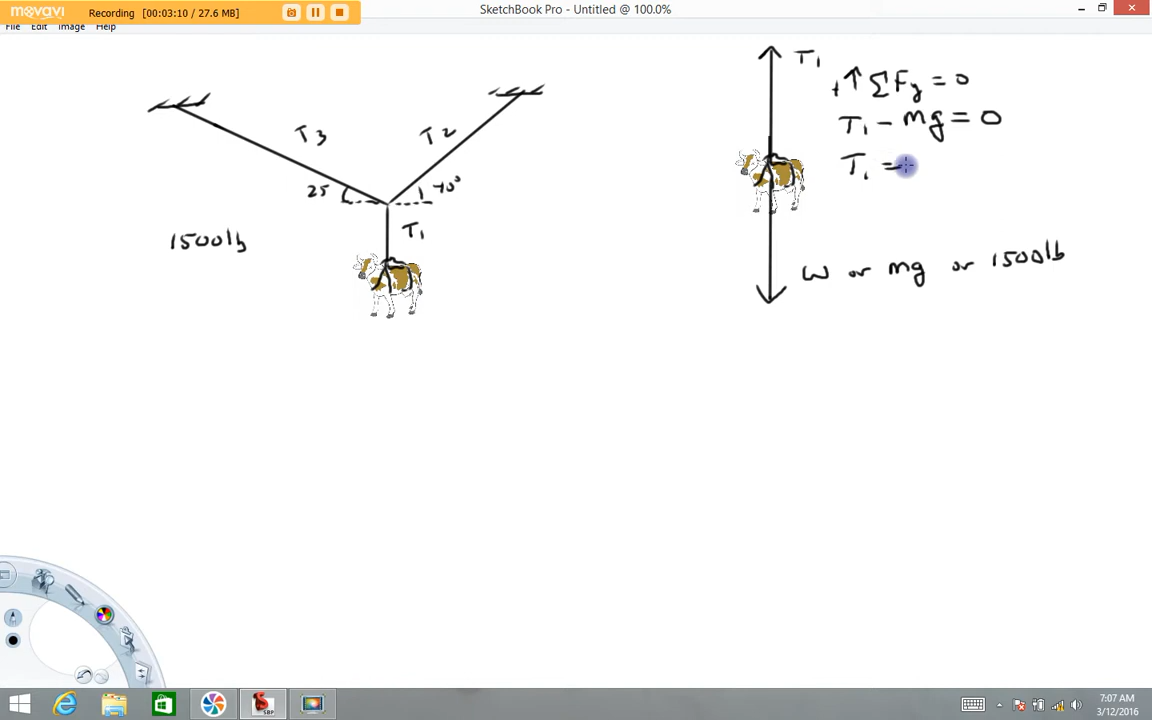 movavi Recording [00:03:10 / 27.6 MB]
SketchBook Pro - Untitled @ 100.0%
File Edit Image Help
T3
T2
25
40°
T1
1500lb
T1
+↑ΣFy = 0
T1 - mg = 0
T1 =
W or mg or 1500lb
SBP
7:07 AM
3/12/2016